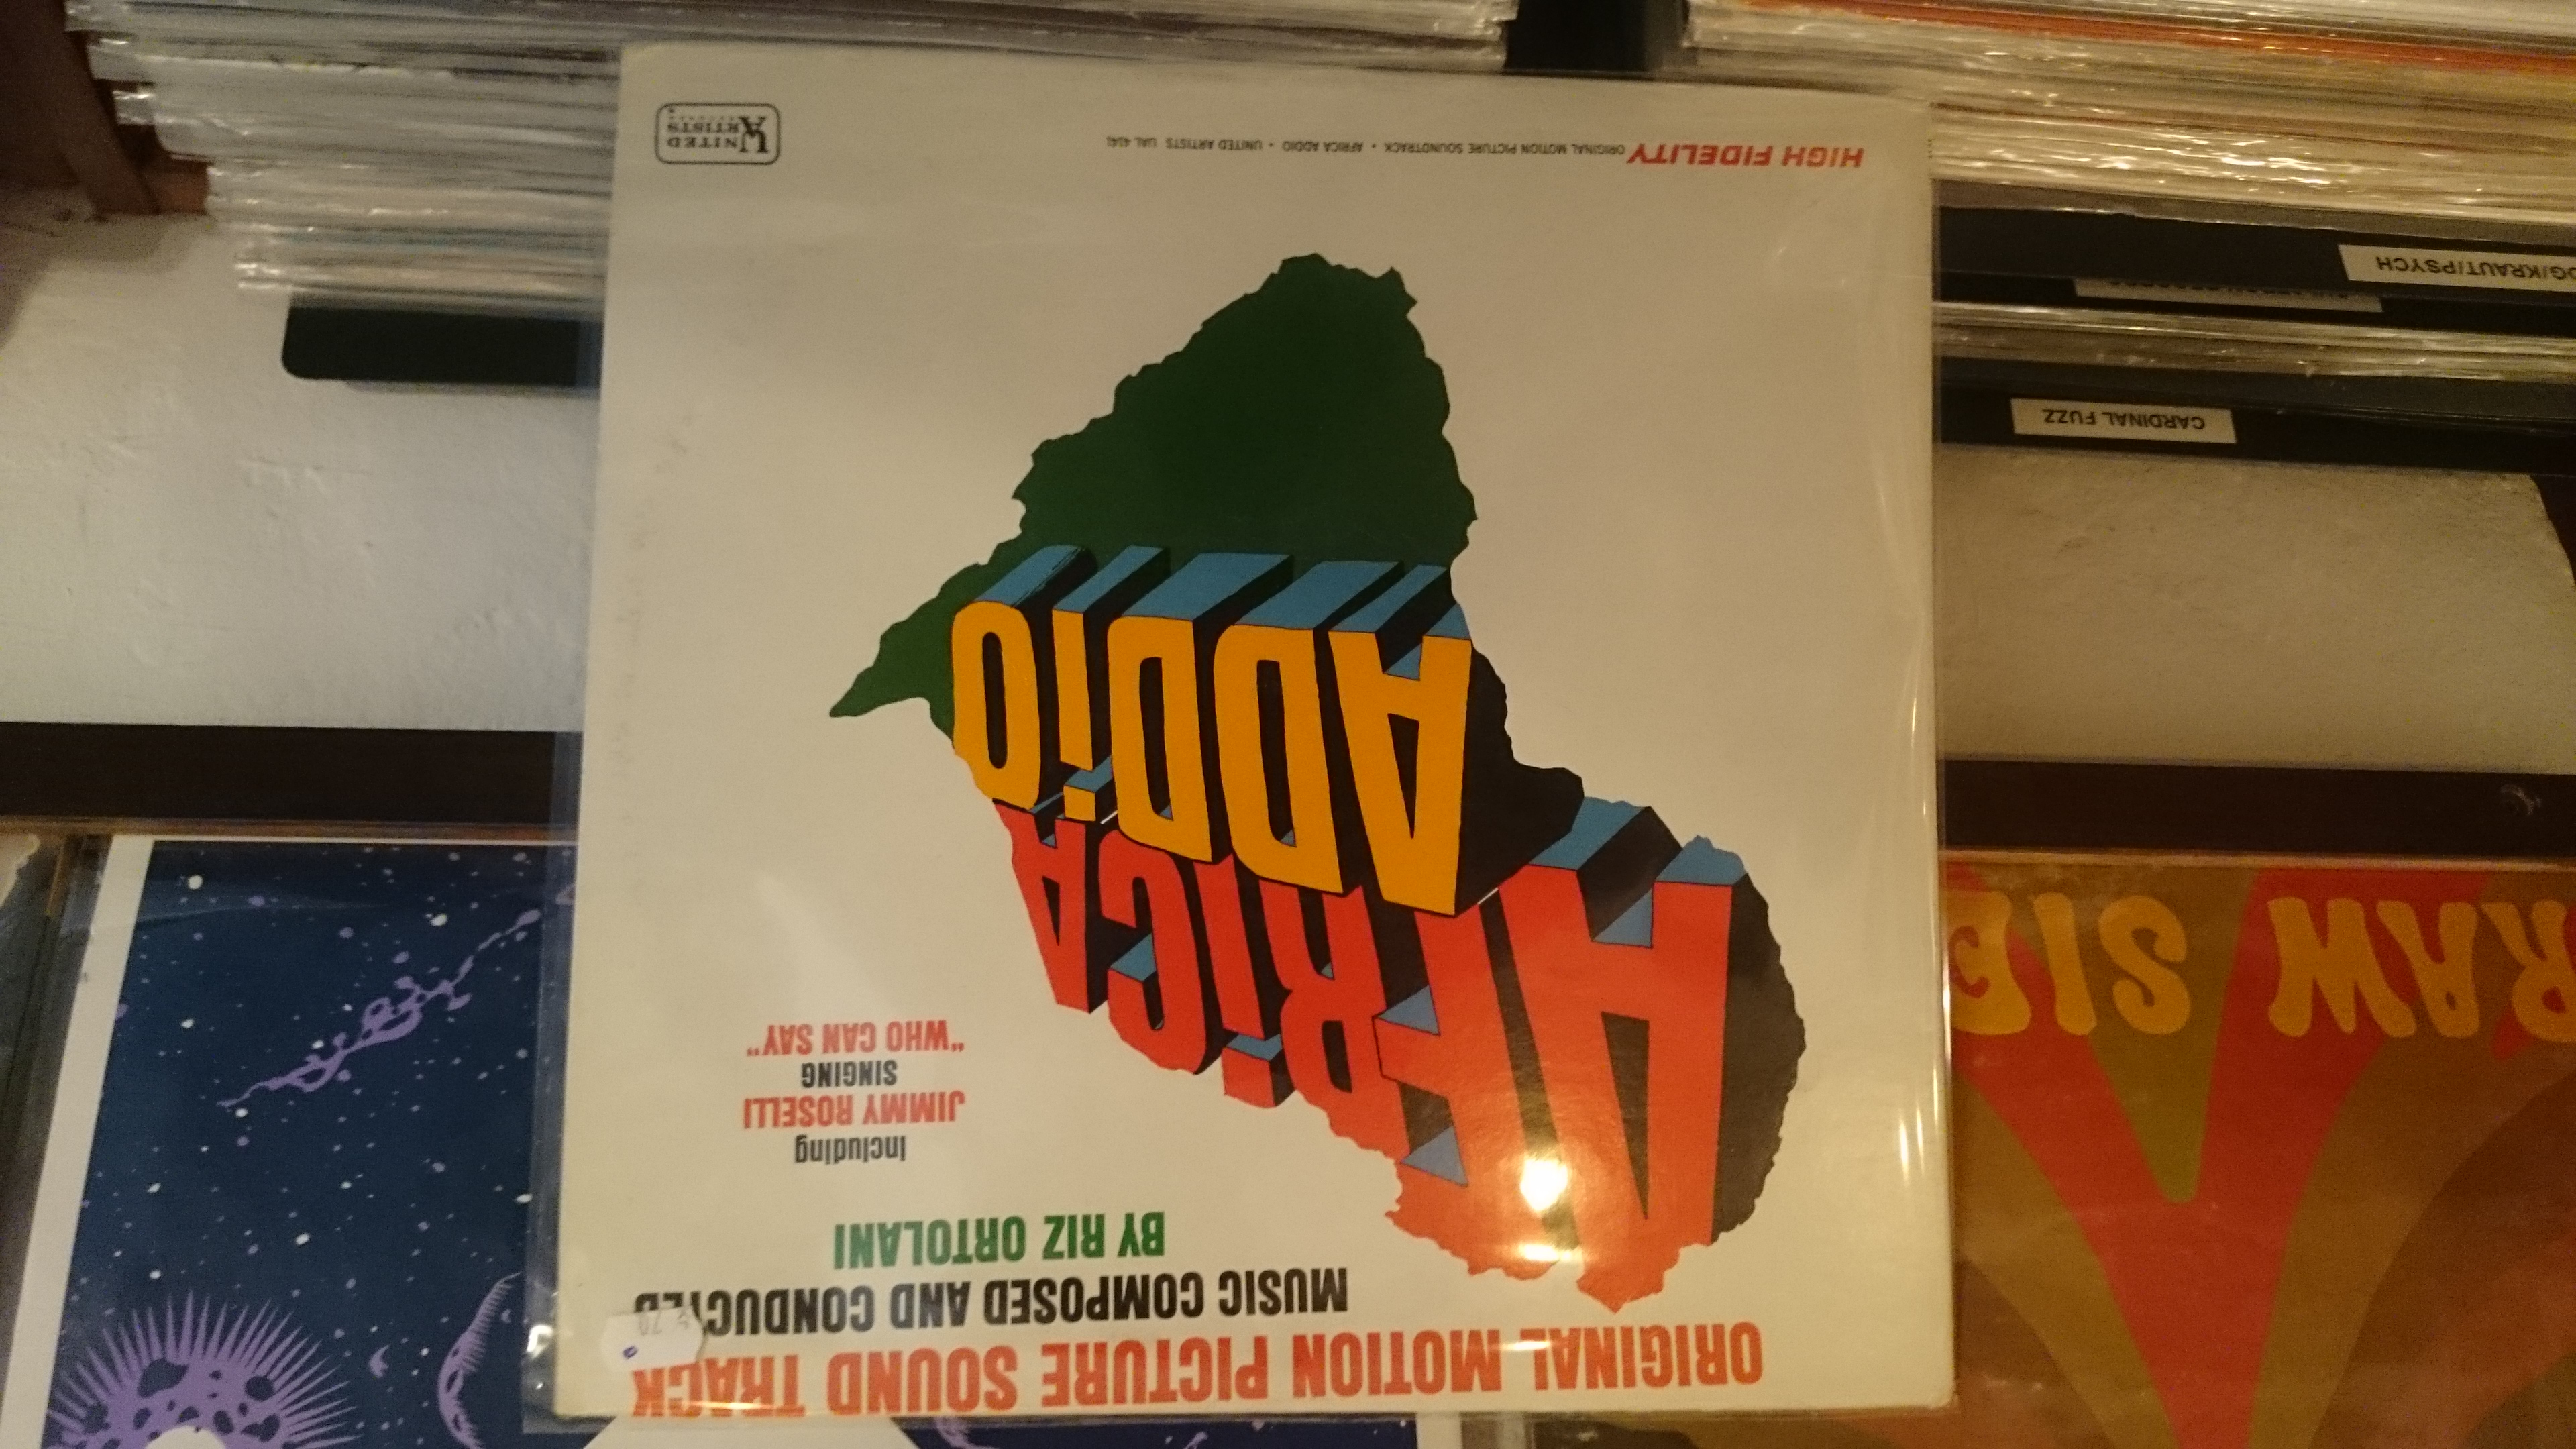 ORIGINAL MOTION PICTURE SOUND TRACK
MUSIC COMPOSED AND CONDUCTED
BY RIZ ORTOLANI
including
JIMMY ROSELLI
SINGING
"WHO CAN SAY"
AFRiCA
ADDiO
HIGH FIDELITY ORIGINAL MOTION PICTURE SOUNDTRACK • AFRICA ADDIO • UNITED ARTISTS UAL 4141
UNITED
ARTISTS
RECORDS
RAW
CARDINAL FUZZ
KRAUT/PSYCH